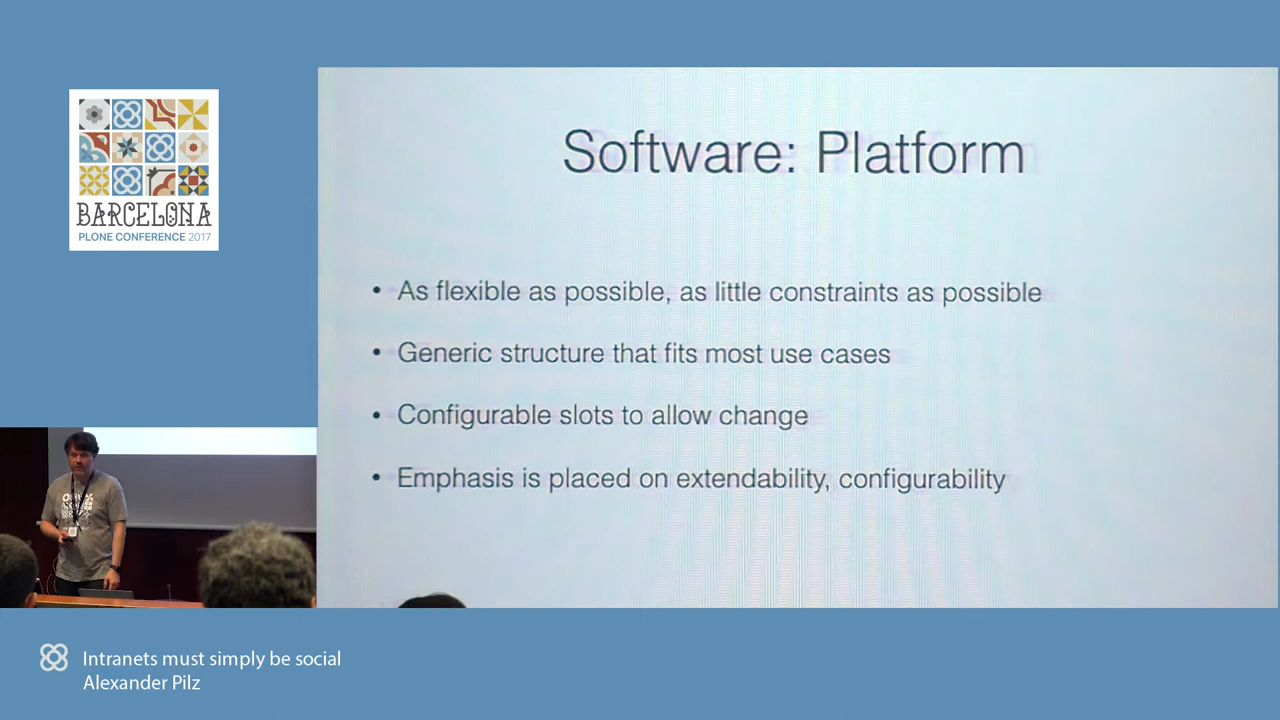 BARCELONA
PLONE CONFERENCE 2017
Software: Platform
• As flexible as possible, as little constraints as possible
• Generic structure that fits most use cases
• Configurable slots to allow change
• Emphasis is placed on extendability, configurability
Intranets must simply be social
Alexander Pilz